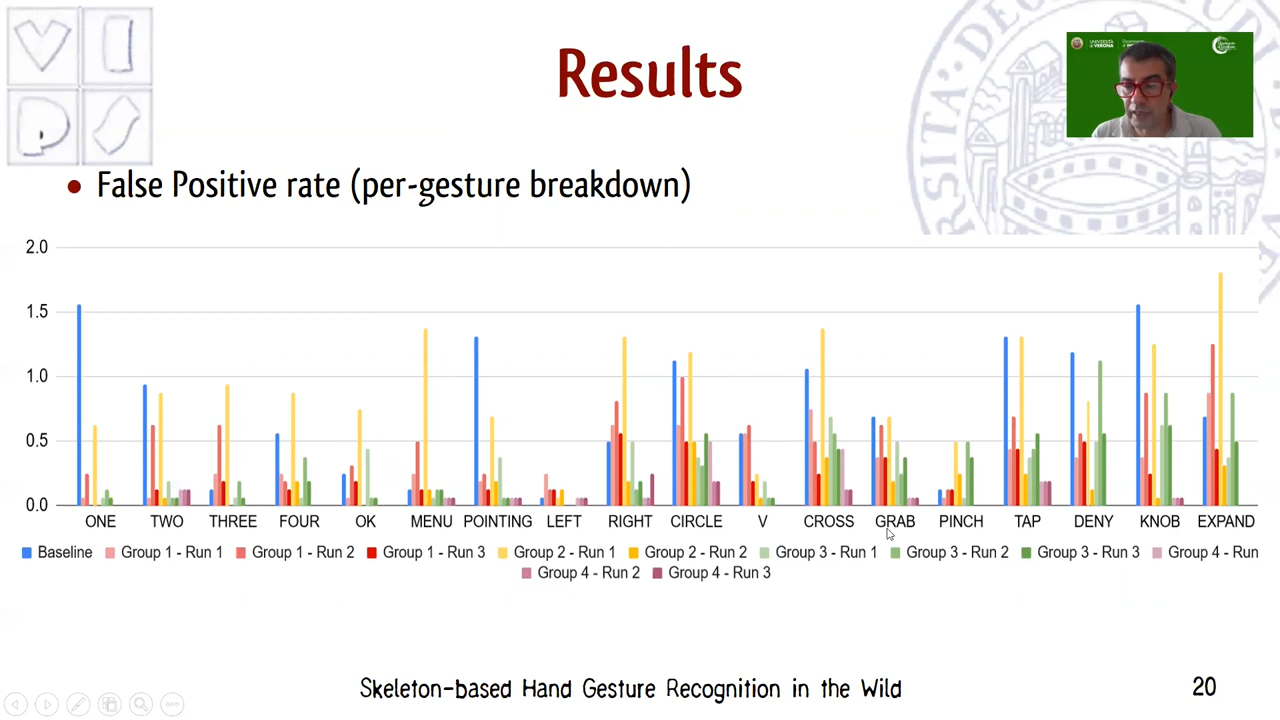 Results
UNIVERSITÀ
di VERONA
• False Positive rate (per-gesture breakdown)
2.0
1.5
1.0
0.5
0.0
ONE TWO THREE FOUR OK MENU POINTING LEFT RIGHT CIRCLE V CROSS GRAB PINCH TAP DENY KNOB EXPAND
Baseline Group 1 - Run 1 Group 1 - Run 2 Group 1 - Run 3 Group 2 - Run 1 Group 2 - Run 2 Group 3 - Run 1 Group 3 - Run 2 Group 3 - Run 3 Group 4 - Run
Group 4 - Run 2 Group 4 - Run 3
Skeleton-based Hand Gesture Recognition in the Wild
20